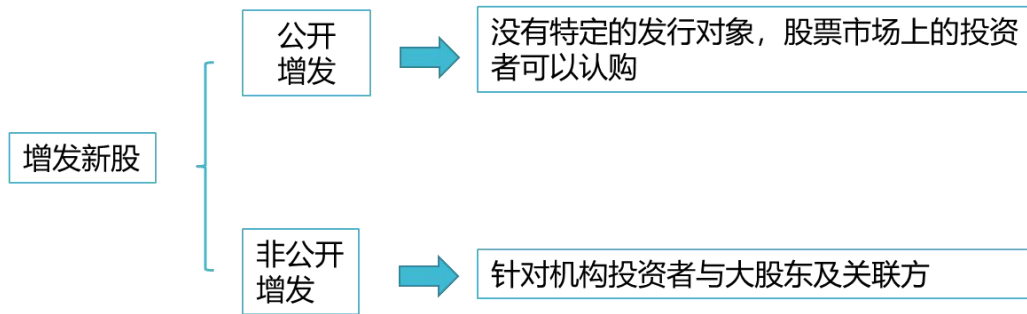 公开
增发
没有特定的发行对象，股票市场上的投资
者可以认购
增发新股
非公开
增发
针对机构投资者与大股东及关联方